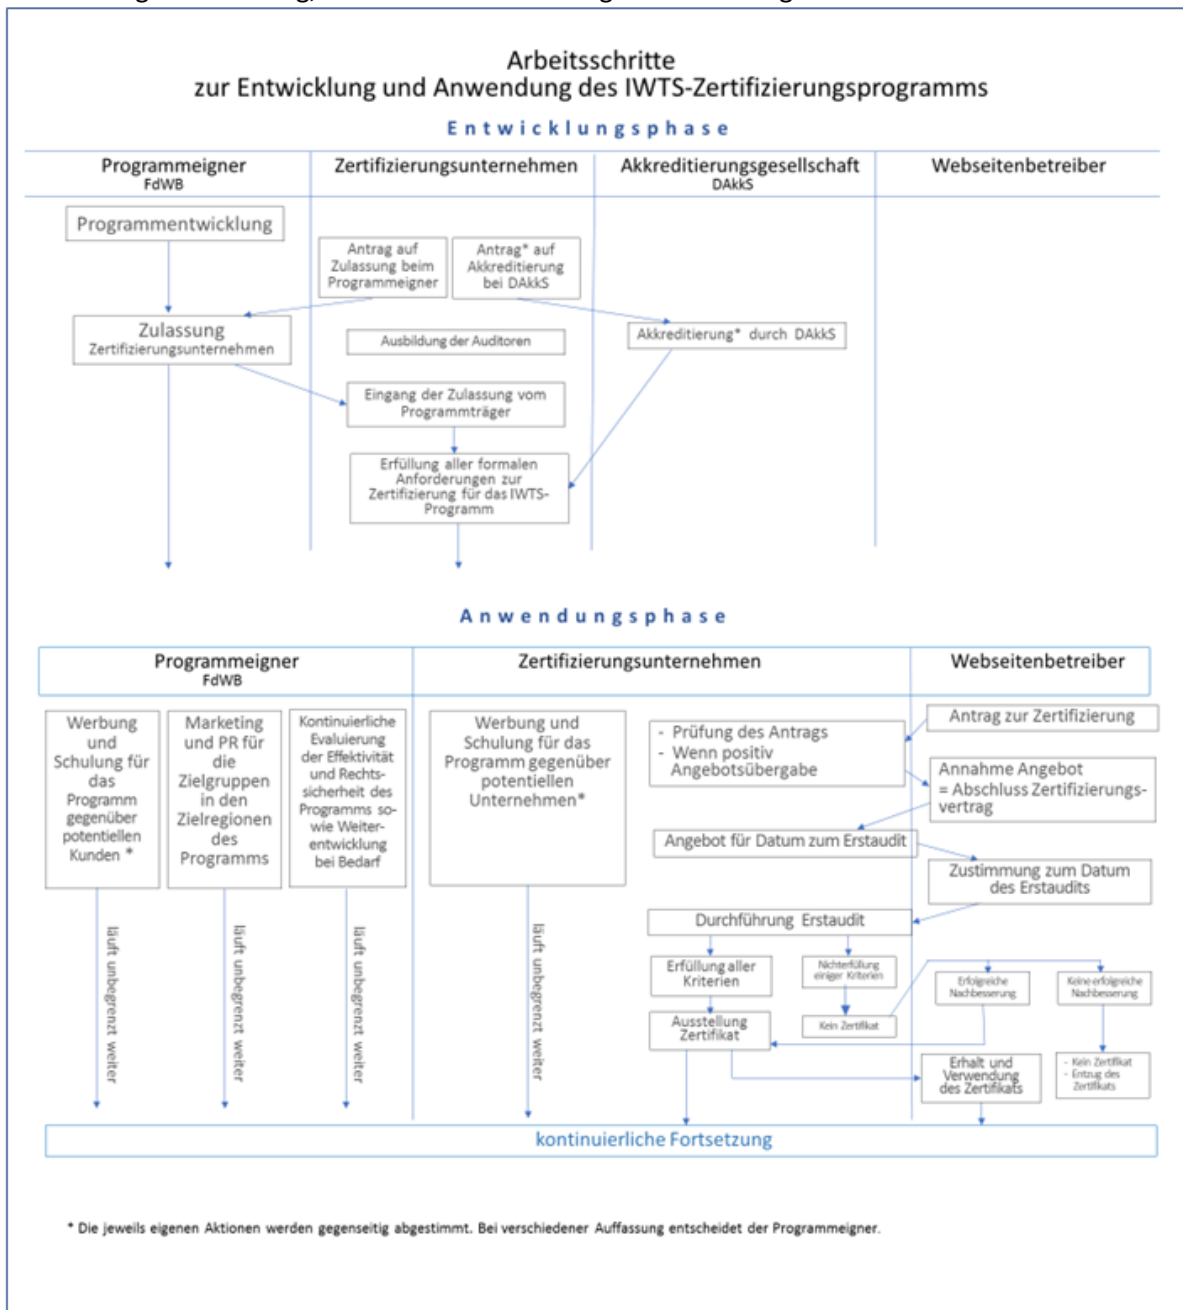 Arbeitsschritte
zur Entwicklung und Anwendung des IWTS-Zertifizierungsprogramms
Entwicklungsphase
Programmeigner
FdWB
Zertifizierungsunternehmen
Akkreditierungsgesellschaft
DAkkS
Webseitenbetreiber
Programmentwicklung
Antrag auf
Zulassung beim
Programmeigner
Antrag* auf
Akkreditierung
bei DAkkS
Zulassung
Zertifizierungsunternehmen
Ausbildung der Auditoren
Akkreditierung* durch DAkkS
Eingang der Zulassung vom
Programmträger
Erfüllung aller formalen
Anforderungen zur
Zertifizierung für das IWTS-
Programm
Anwendungsphase
Programmeigner
FdWB
Zertifizierungsunternehmen
Webseitenbetreiber
Werbung
und
Schulung für
das
Programm
gegenüber
potentiellen
Kunden *
Marketing
und PR für
die
Zielgruppen
in den
Zielregionen
des
Programms
Kontinuierliche
Evaluierung
der Effektivität
und Rechts-
sicherheit des
Programms so-
wie Weiter-
entwicklung
bei Bedarf
Werbung und
Schulung für das
Programm gegenüber
potentiellen
Unternehmen*
- Prüfung des Antrags
- Wenn positiv
Angebotsübergabe
Antrag zur Zertifizierung
Annahme Angebot
= Abschluss Zertifizierungs-
vertrag
Angebot für Datum zum Erstaudit
Zustimmung zum Datum
des Erstaudits
Durchführung Erstaudit
Erfüllung aller
Kriterien
Nichterfüllung
einiger Kriterien
Erfolgreiche
Nachbesserung
Keine erfolgreiche
Nachbesserung
Ausstellung
Zertifikat
Kein Zertifikat
Erhalt und
Verwendung
des Zertifikats
- Kein Zertifikat
- Entzug des
Zertifikats
läuft unbegrenzt weiter
läuft unbegrenzt weiter
läuft unbegrenzt weiter
läuft unbegrenzt weiter
kontinuierliche Fortsetzung
* Die jeweils eigenen Aktionen werden gegenseitig abgestimmt. Bei verschiedener Auffassung entscheidet der Programmeigner.